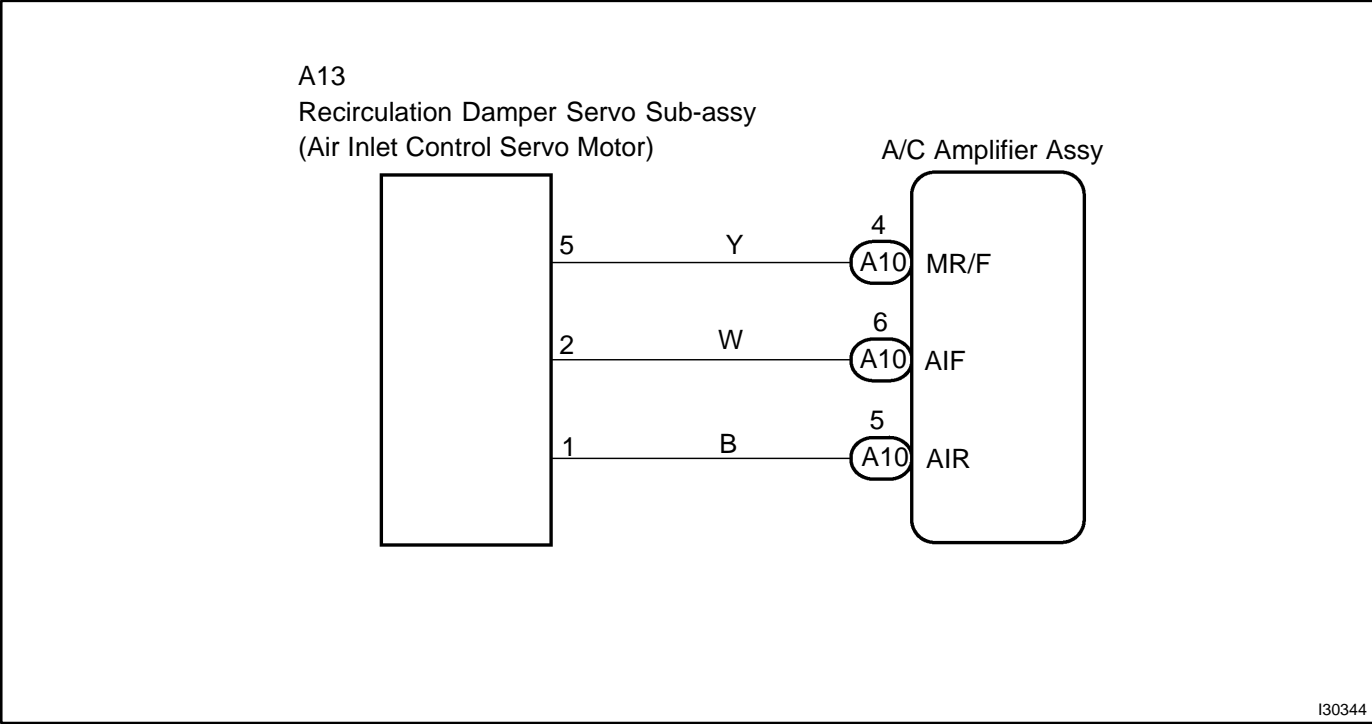 A13
Recirculation Damper Servo Sub-assy
(Air Inlet Control Servo Motor)
A/C Amplifier Assy
4
5 Y A10 MR/F
6
2 W A10 AIF
5
1 B A10 AIR
I30344